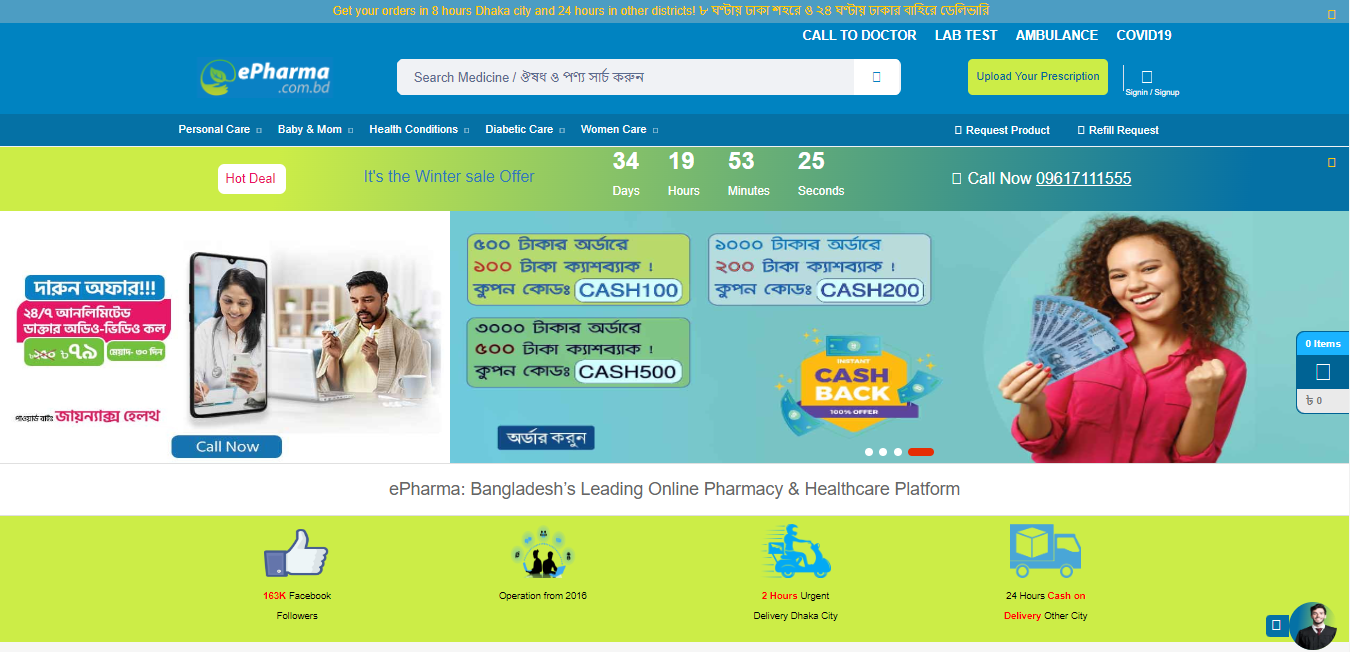 Get your orders in 8 hours Dhaka city and 24 hours in other districts! ৮ ঘণ্টায় ঢাকা শহরে ও ২৪ ঘণ্টায় ঢাকার বাহিরে ডেলিভারি
CALL TO DOCTOR LAB TEST AMBULANCE COVID19
ePharma
.com.bd
Search Medicine / ঔষধ ও পণ্য সার্চ করুন
Upload Your Prescription
Signin / Signup
Personal Care Baby & Mom Health Conditions Diabetic Care Women Care Request Product Refill Request
Hot Deal
It's the Winter sale Offer
34 19 53 25
Days Hours Minutes Seconds
Call Now 09617111555
দারুন অফার!!!
২৪/৭ আনলিমিটেড
ডাক্তার অডিও-ভিডিও কল
৳২৫০ ৳৭৯ মেয়াদ- ৩০ দিন
পাওয়ার্ড বাইঃ জায়ন্যাক্স হেলথ
Call Now
৫০০ টাকার অর্ডারে
১০০ টাকা ক্যাশব্যাক !
কুপন কোডঃ CASH100
১০০০ টাকার অর্ডারে
২০০ টাকা ক্যাশব্যাক !
কুপন কোডঃ CASH200
৩০০০ টাকার অর্ডারে
৫০০ টাকা ক্যাশব্যাক !
কুপন কোডঃ CASH500
অর্ডার করুন
INSTANT
CASH
BACK
100% OFFER
0 Items
৳ 0
ePharma: Bangladesh’s Leading Online Pharmacy & Healthcare Platform
163K Facebook
Followers
Operation from 2016
2 Hours Urgent
Delivery Dhaka City
24 Hours Cash on
Delivery Other City